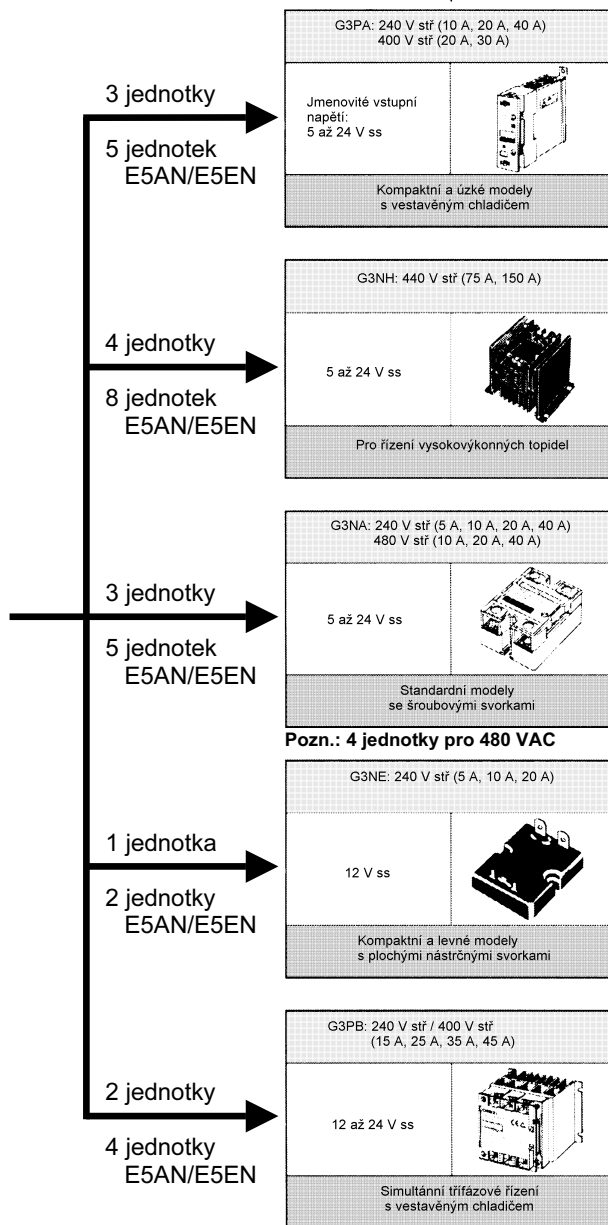 G3PA: 240 V stř (10 A, 20 A, 40 A)
400 V stř (20 A, 30 A)
3 jednotky
5 jednotek
E5AN/E5EN
Jmenovité vstupní
napětí:
5 až 24 V ss
Kompaktní a úzké modely
s vestavěným chladičem
G3NH: 440 V stř (75 A, 150 A)
4 jednotky
8 jednotek
E5AN/E5EN
5 až 24 V ss
Pro řízení vysokovýkonných topidel
G3NA: 240 V stř (5 A, 10 A, 20 A, 40 A)
480 V stř (10 A, 20 A, 40 A)
3 jednotky
5 jednotek
E5AN/E5EN
5 až 24 V ss
Standardní modely
se šroubovými svorkami
Pozn.: 4 jednotky pro 480 VAC
G3NE: 240 V stř (5 A, 10 A, 20 A)
1 jednotka
2 jednotky
E5AN/E5EN
12 V ss
Kompaktní a levné modely
s plochými nástrčnými svorkami
G3PB: 240 V stř / 400 V stř
(15 A, 25 A, 35 A, 45 A)
2 jednotky
4 jednotky
E5AN/E5EN
12 až 24 V ss
Simultánní třífázové řízení
s vestavěným chladičem